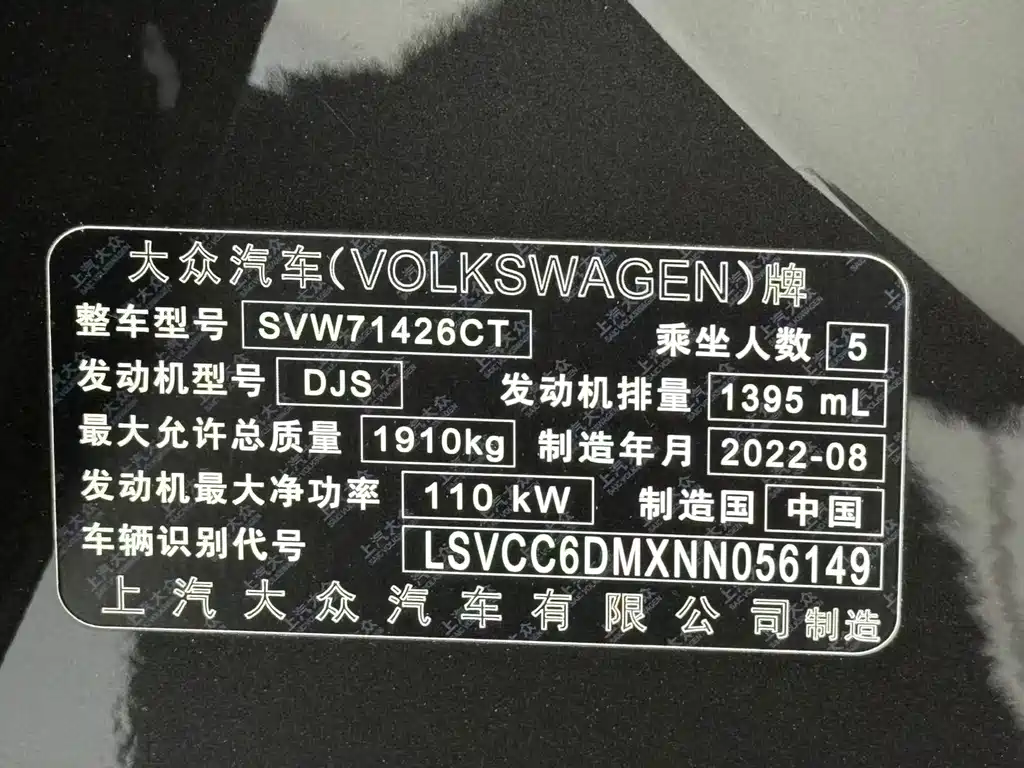 大众汽车(VOLKSWAGEN)牌
整车型号 SVW71426CT 乘坐人数 5
发动机型号 DJS 发动机排量 1395 mL
最大允许总质量 1910kg 制造年月 2022-08
发动机最大净功率 110 kW 制造国 中国
车辆识别代号 LSVCC6DMXNN056149
上汽大众汽车有限公司制造